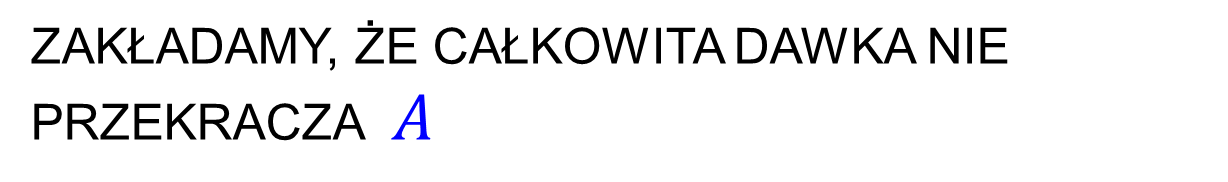 ZAKŁADAMY, ŻE CAŁKOWITA DAWKA NIE
PRZEKRACZA A